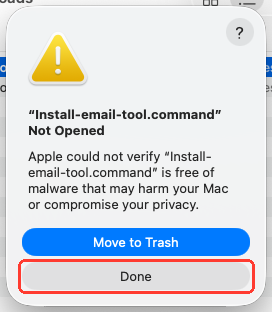 oads
?
“Install-email-tool.command”
Not Opened
Apple could not verify “Install-
email-tool.command” is free of
malware that may harm your Mac
or compromise your privacy.
Move to Trash
Done